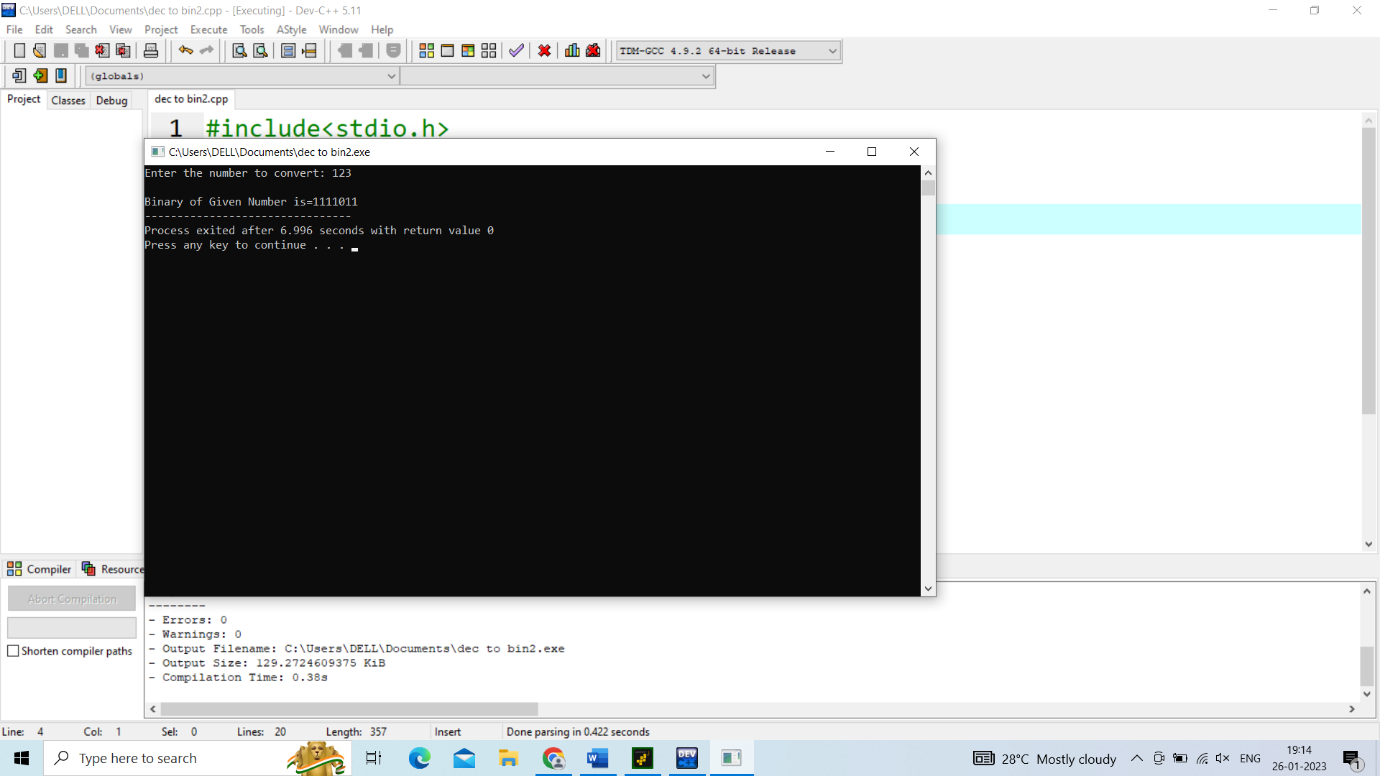 C:\Users\DELL\Documents\dec to bin2.cpp - [Executing] - Dev-C++ 5.11
File Edit Search View Project Execute Tools AStyle Window Help
TDM-GCC 4.9.2 64-bit Release
(globals)
Project Classes Debug dec to bin2.cpp
1 #include<stdio.h>
C:\Users\DELL\Documents\dec to bin2.exe
Enter the number to convert: 123
Binary of Given Number is=1111011
--------------------------------
Process exited after 6.996 seconds with return value 0
Press any key to continue . . .
Compiler Resource
Abort Compilation
Shorten compiler paths
--------
- Errors: 0
- Warnings: 0
- Output Filename: C:\Users\DELL\Documents\dec to bin2.exe
- Output Size: 129.2724609375 KiB
- Compilation Time: 0.38s
Line: 4 Col: 1 Sel: 0 Lines: 20 Length: 357 Insert Done parsing in 0.422 seconds
Type here to search
W
DEV
28°C Mostly cloudy
ENG
19:14
26-01-2023
1